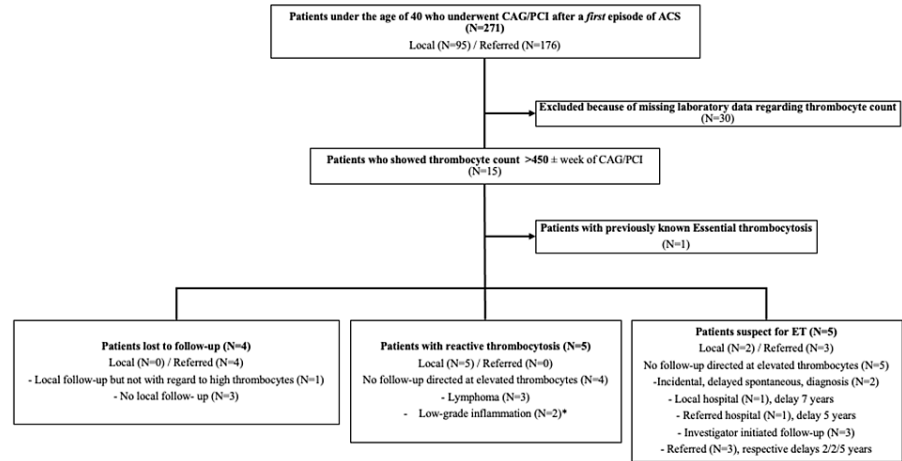 Patients under the age of 40 who underwent CAG/PCI after a first episode of ACS
(N=271)
Local (N=95) / Referred (N=176)
Excluded because of missing laboratory data regarding thrombocyte count
(N=30)
Patients who showed thrombocyte count >450 ± week of CAG/PCI
(N=15)
Patients with previously known Essential thrombocytosis
(N=1)
Patients lost to follow-up (N=4)
Local (N=0) / Referred (N=4)
- Local follow-up but not with regard to high thrombocytes (N=1)
- No local follow- up (N=3)
Patients with reactive thrombocytosis (N=5)
Local (N=5) / Referred (N=0)
No follow-up directed at elevated thrombocytes (N=4)
- Lymphoma (N=3)
- Low-grade inflammation (N=2)*
Patients suspect for ET (N=5)
Local (N=2) / Referred (N=3)
No follow-up directed at elevated thrombocytes (N=5)
-Incidental, delayed spontaneous, diagnosis (N=2)
- Local hospital (N=1), delay 7 years
- Referred hospital (N=1), delay 5 years
- Investigator initiated follow-up (N=3)
- Referred (N=3), respective delays 2/2/5 years